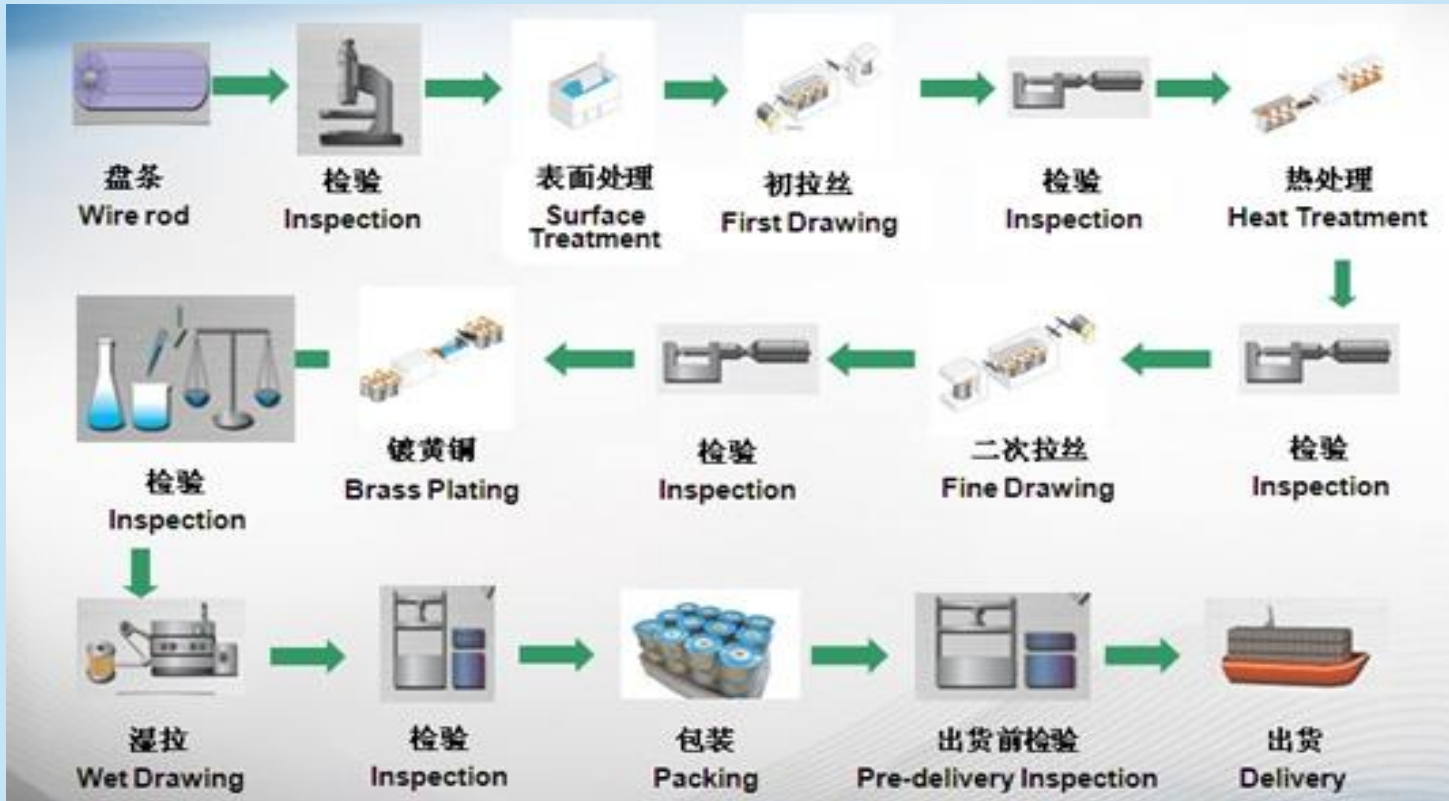 盘条
Wire rod
检验
Inspection
表面处理
Surface
Treatment
初拉丝
First Drawing
检验
Inspection
热处理
Heat Treatment
检验
Inspection
二次拉丝
Fine Drawing
检验
Inspection
镀黄铜
Brass Plating
检验
Inspection
湿拉
Wet Drawing
检验
Inspection
包装
Packing
出货前检验
Pre-delivery Inspection
出货
Delivery